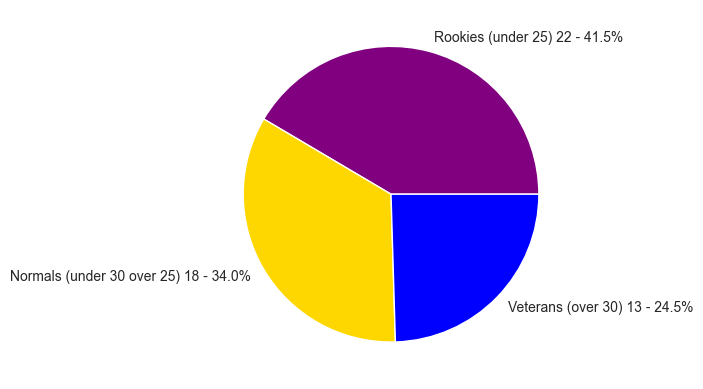 Rookies (under 25) 22 - 41.5%
Normals (under 30 over 25) 18 - 34.0%
Veterans (over 30) 13 - 24.5%